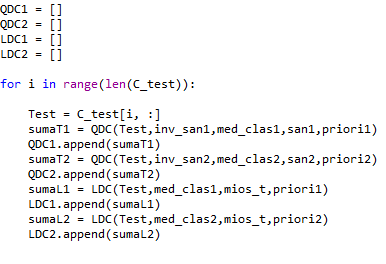 QDC1 = []
QDC2 = []
LDC1 = []
LDC2 = []
for i in range(len(C_test)):
Test = C_test[i, :]
sumaT1 = QDC(Test,inv_san1,med_clas1,san1,priori1)
QDC1.append(sumaT1)
sumaT2 = QDC(Test,inv_san2,med_clas2,san2,priori2)
QDC2.append(sumaT2)
sumaL1 = LDC(Test,med_clas1,mios_t,priori1)
LDC1.append(sumaL1)
sumaL2 = LDC(Test,med_clas2,mios_t,priori2)
LDC2.append(sumaL2)